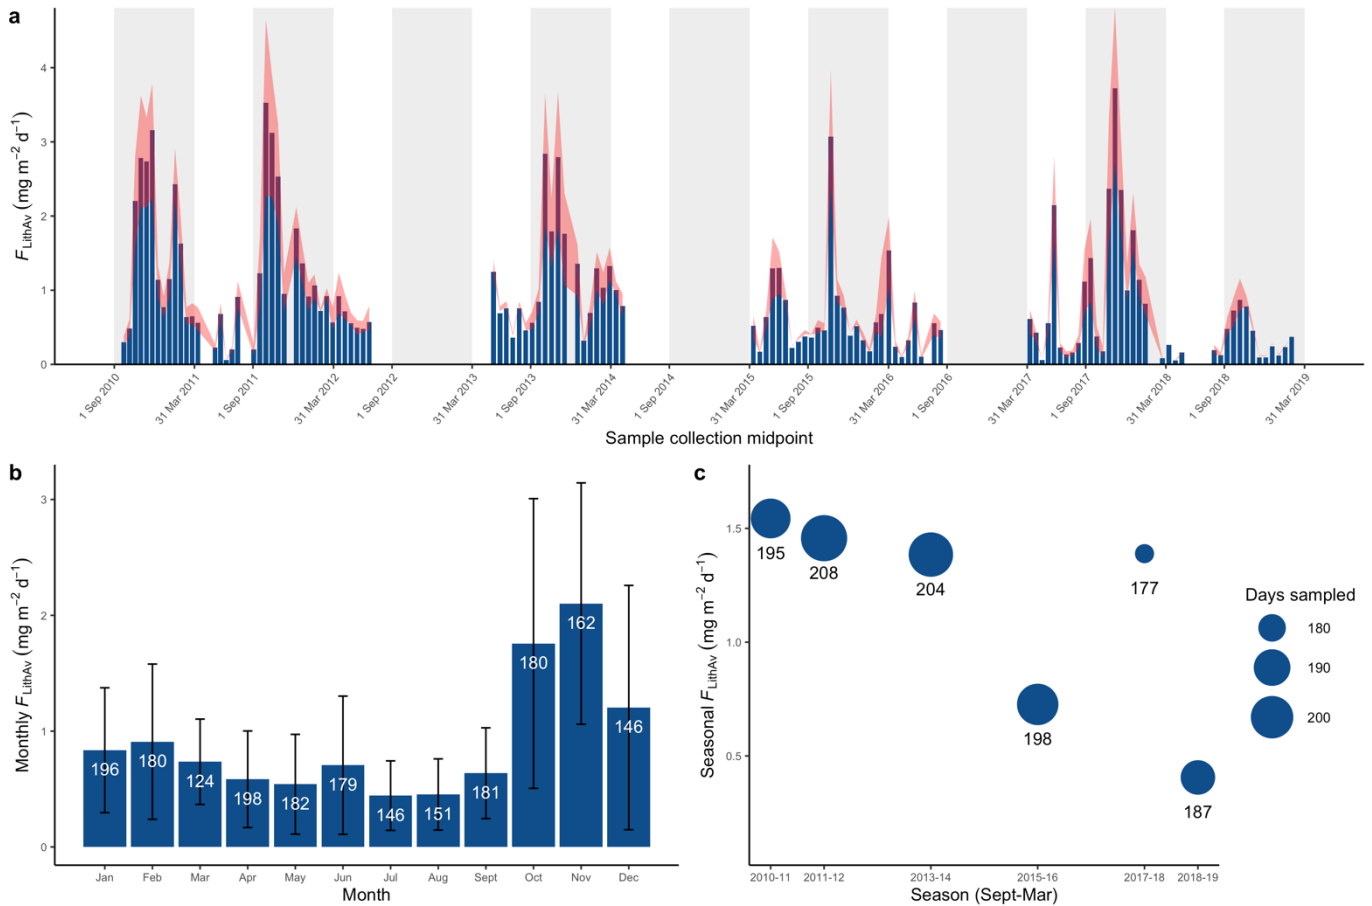 a
F_LithAv (mg m⁻² d⁻¹)
4
3
2
1
0
1 Sep 2010
31 Mar 2011
1 Sep 2011
31 Mar 2012
1 Sep 2012
31 Mar 2013
1 Sep 2013
31 Mar 2014
1 Sep 2014
31 Mar 2015
1 Sep 2015
31 Mar 2016
1 Sep 2016
31 Mar 2017
1 Sep 2017
31 Mar 2018
1 Sep 2018
31 Mar 2019
Sample collection midpoint
b
Monthly F_LithAv (mg m⁻² d⁻¹)
3
2
1
0
196
180
124
198
182
179
146
151
181
180
162
146
Jan
Feb
Mar
Apr
May
Jun
Jul
Aug
Sept
Oct
Nov
Dec
Month
c
Seasonal F_LithAv (mg m⁻² d⁻¹)
1.5
1.0
0.5
195
208
204
198
177
187
2010-11
2011-12
2013-14
2015-16
2017-18
2018-19
Season (Sept-Mar)
Days sampled
180
190
200